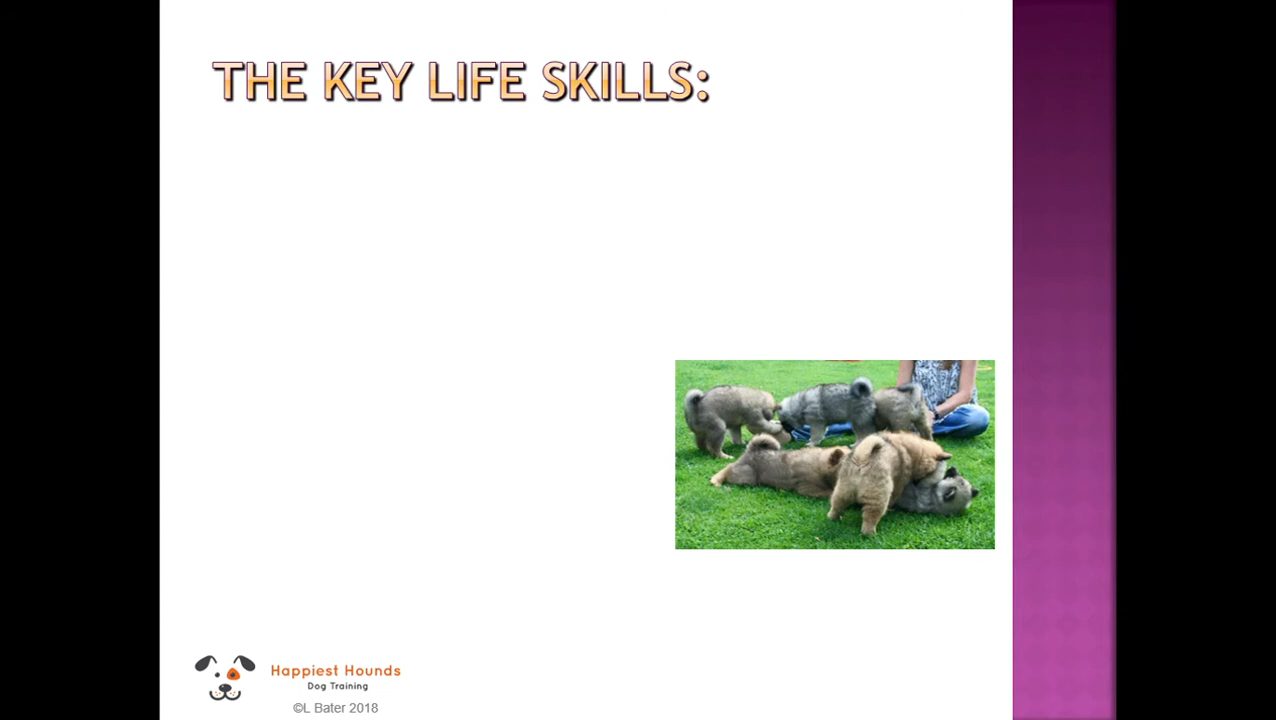 THE KEY LIFE SKILLS:
Happiest Hounds
Dog Training
©L Bater 2018